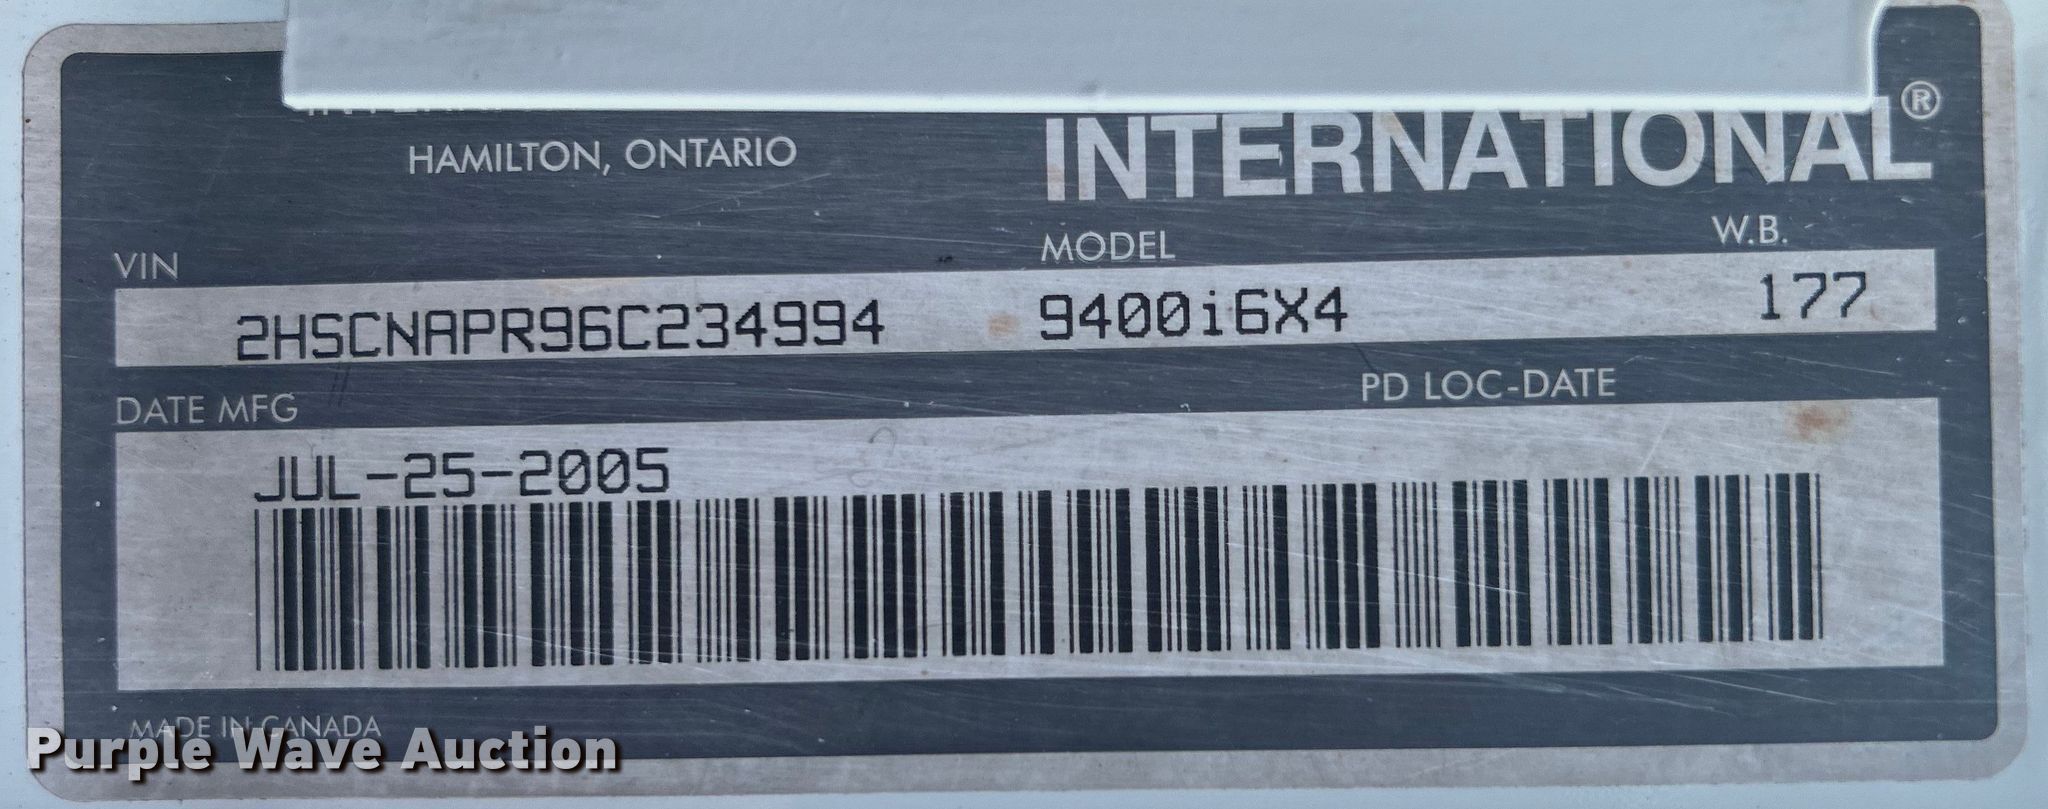 HAMILTON, ONTARIO
INTERNATIONAL®
VIN
MODEL
W.B.
2HSCNAPR96C234994
9400i6X4
177
DATE MFG
PD LOC-DATE
JUL-25-2005
MADE IN CANADA
Purple Wave Auction